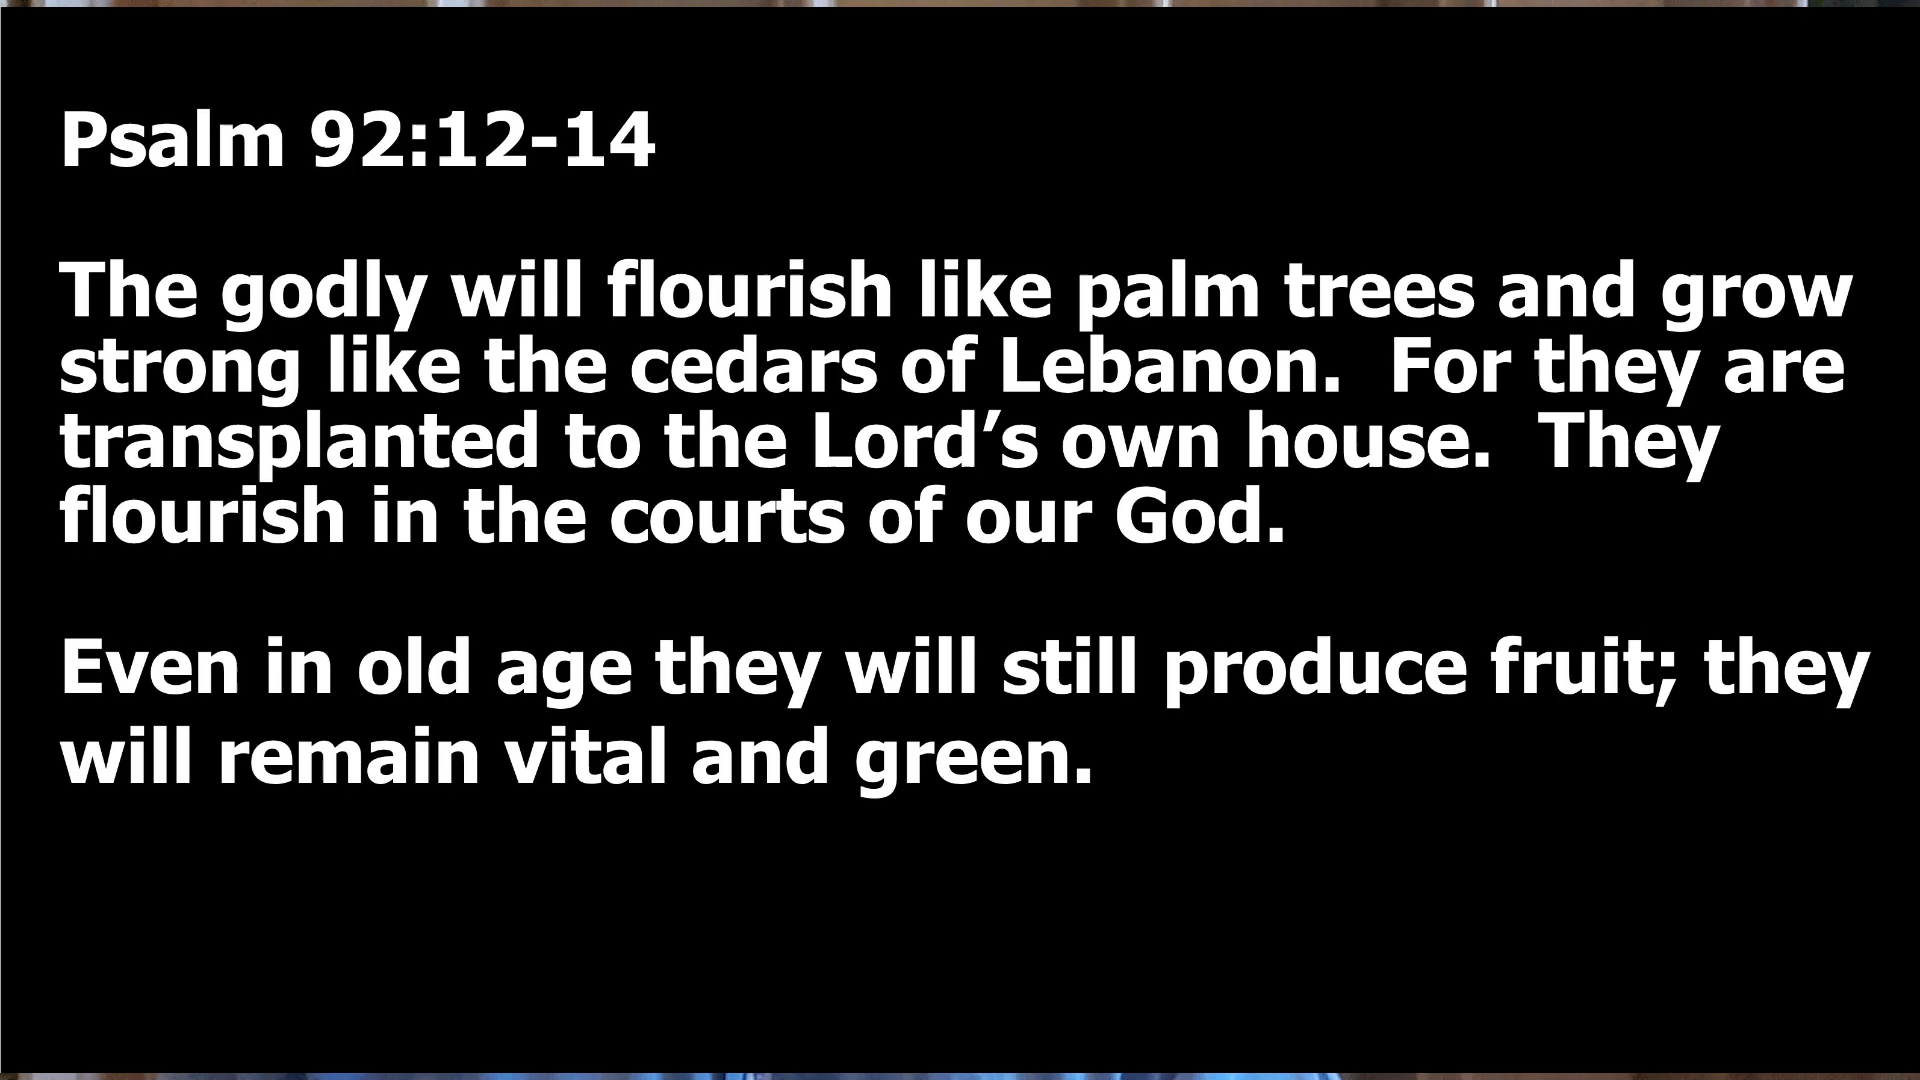 Psalm 92:12-14
The godly will flourish like palm trees and grow
strong like the cedars of Lebanon.  For they are
transplanted to the Lord’s own house.  They
flourish in the courts of our God.
Even in old age they will still produce fruit; they
will remain vital and green.